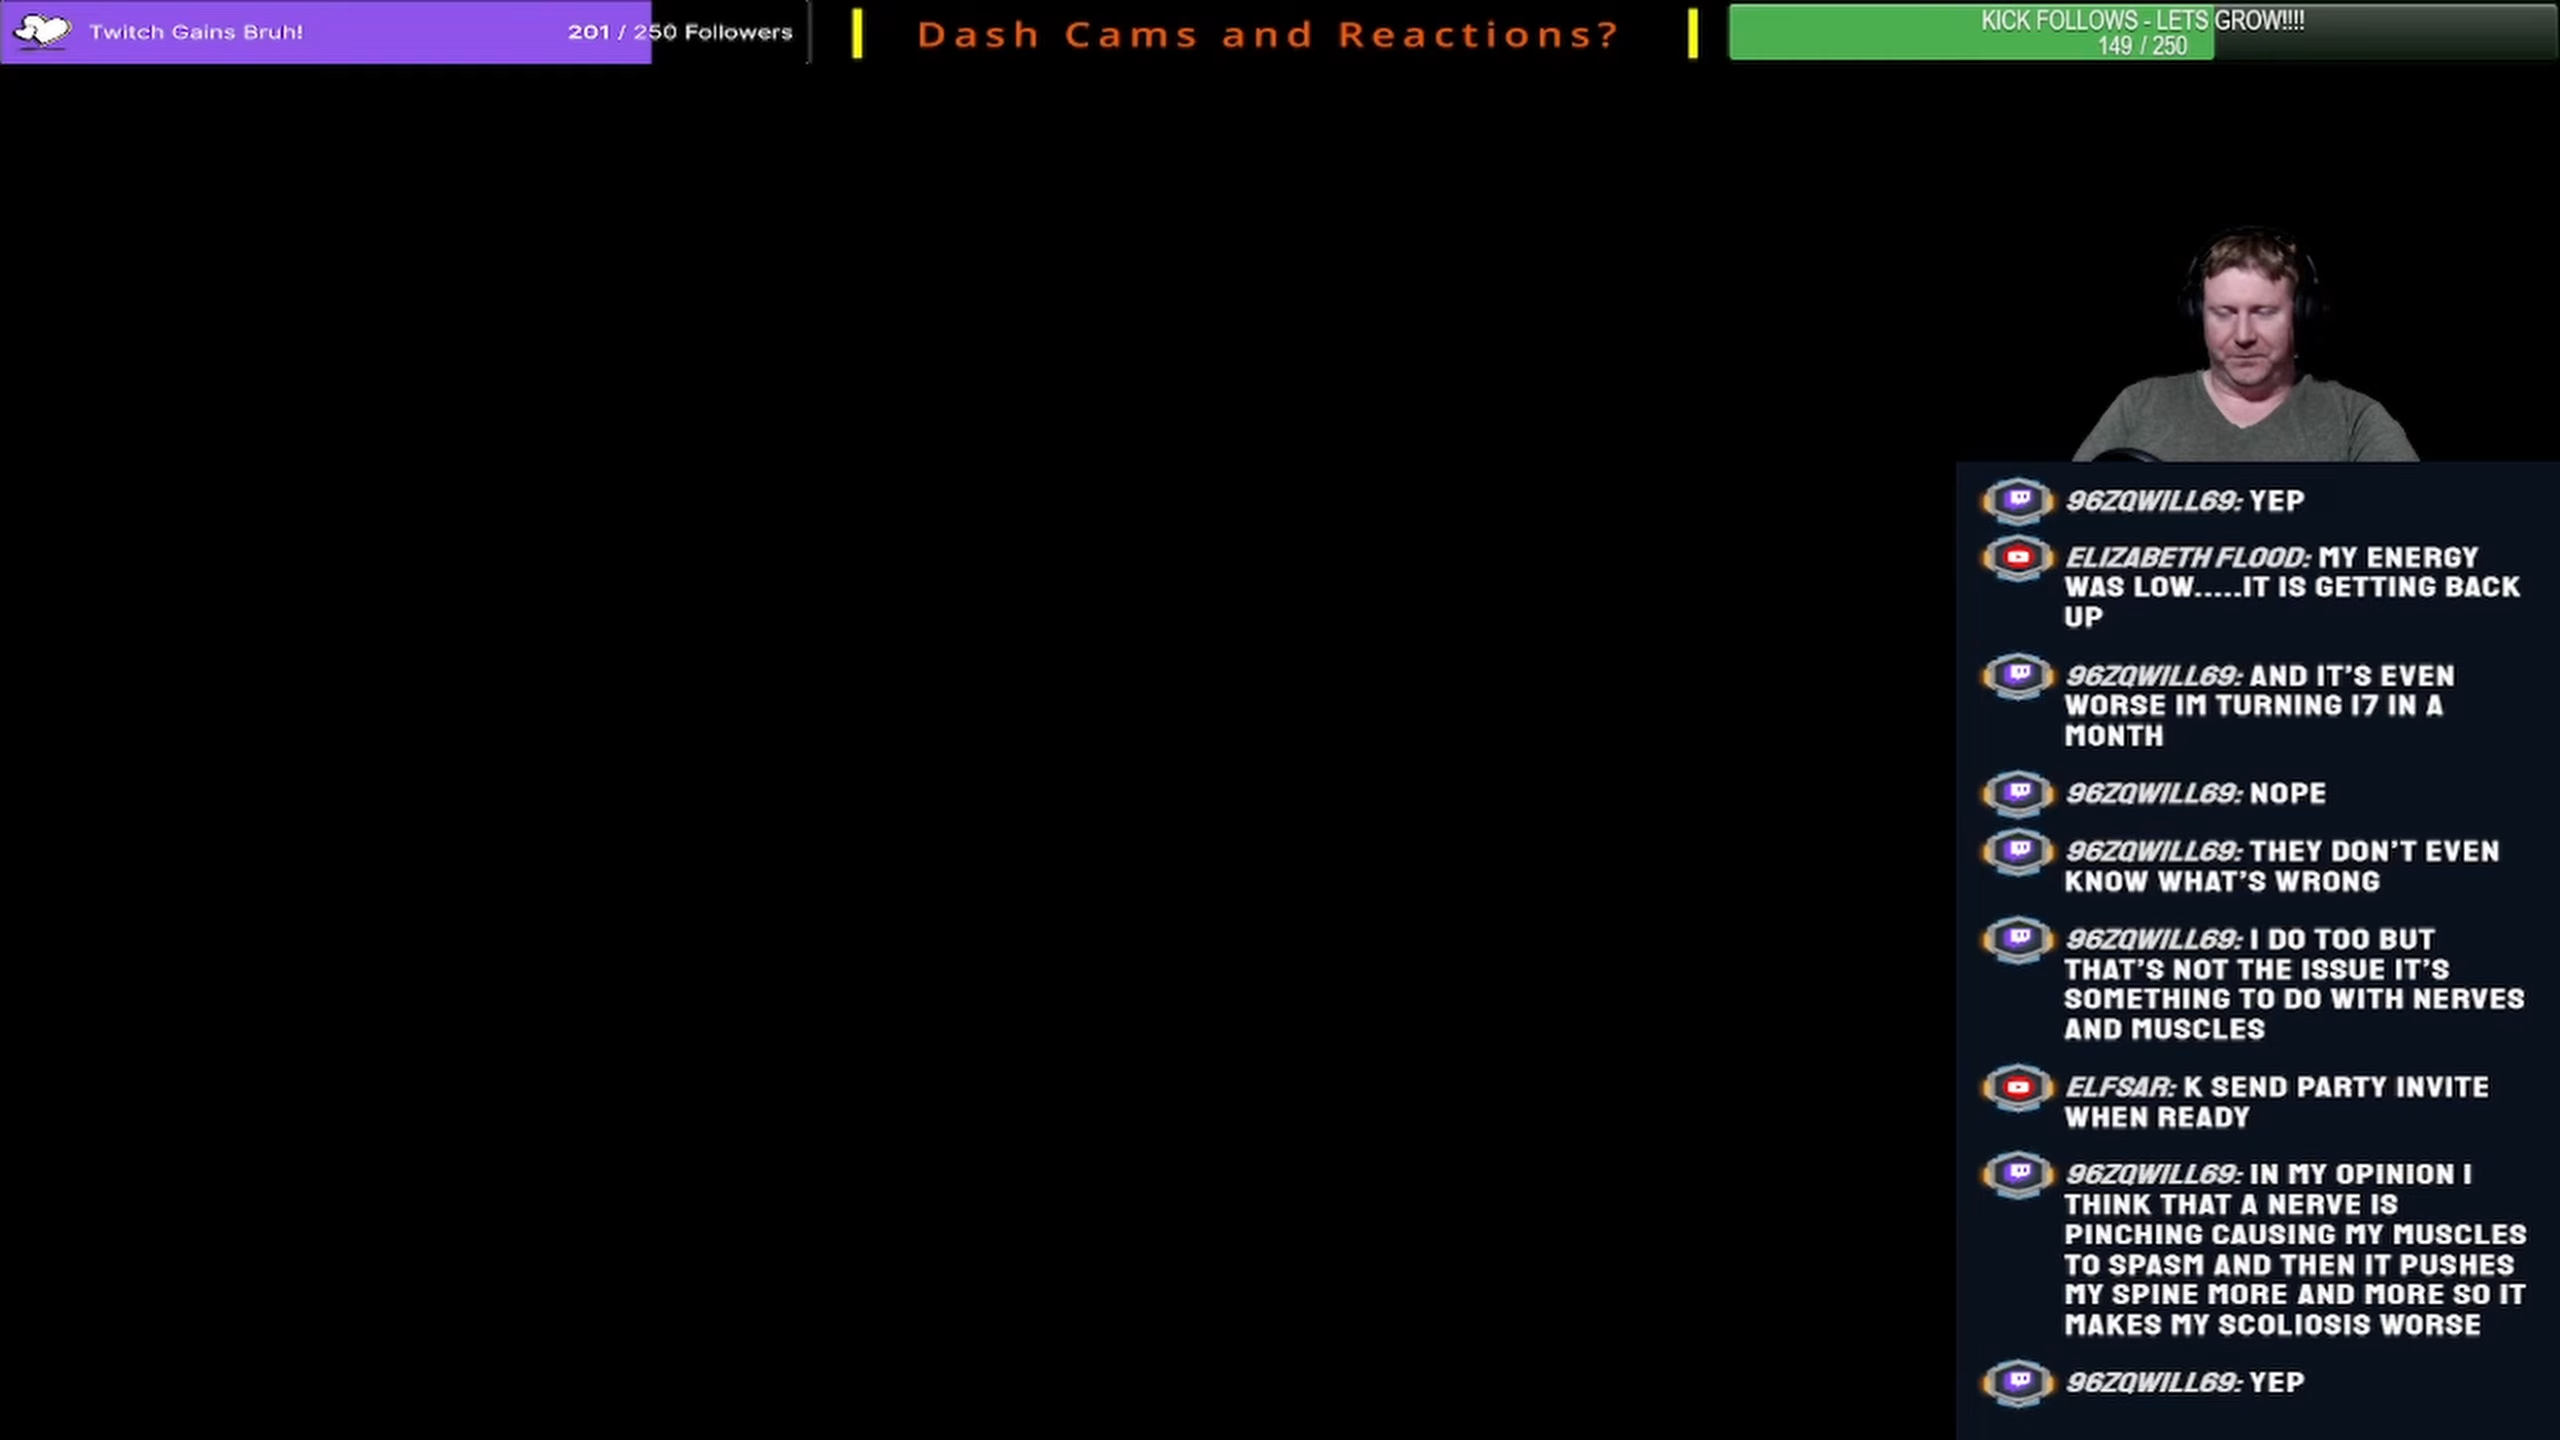 Twitch Gains Bruh!
201 / 250 Followers
Dash Cams and Reactions?
KICK FOLLOWS - LETS GROW!!!!
149 / 250
96ZQWILL69: YEP
ELIZABETH FLOOD: MY ENERGY
WAS LOW.....IT IS GETTING BACK
UP
96ZQWILL69: AND IT'S EVEN
WORSE IM TURNING 17 IN A
MONTH
96ZQWILL69: NOPE
96ZQWILL69: THEY DON'T EVEN
KNOW WHAT'S WRONG
96ZQWILL69: I DO TOO BUT
THAT'S NOT THE ISSUE IT'S
SOMETHING TO DO WITH NERVES
AND MUSCLES
ELFSAR: K SEND PARTY INVITE
WHEN READY
96ZQWILL69: IN MY OPINION I
THINK THAT A NERVE IS
PINCHING CAUSING MY MUSCLES
TO SPASM AND THEN IT PUSHES
MY SPINE MORE AND MORE SO IT
MAKES MY SCOLIOSIS WORSE
96ZQWILL69: YEP